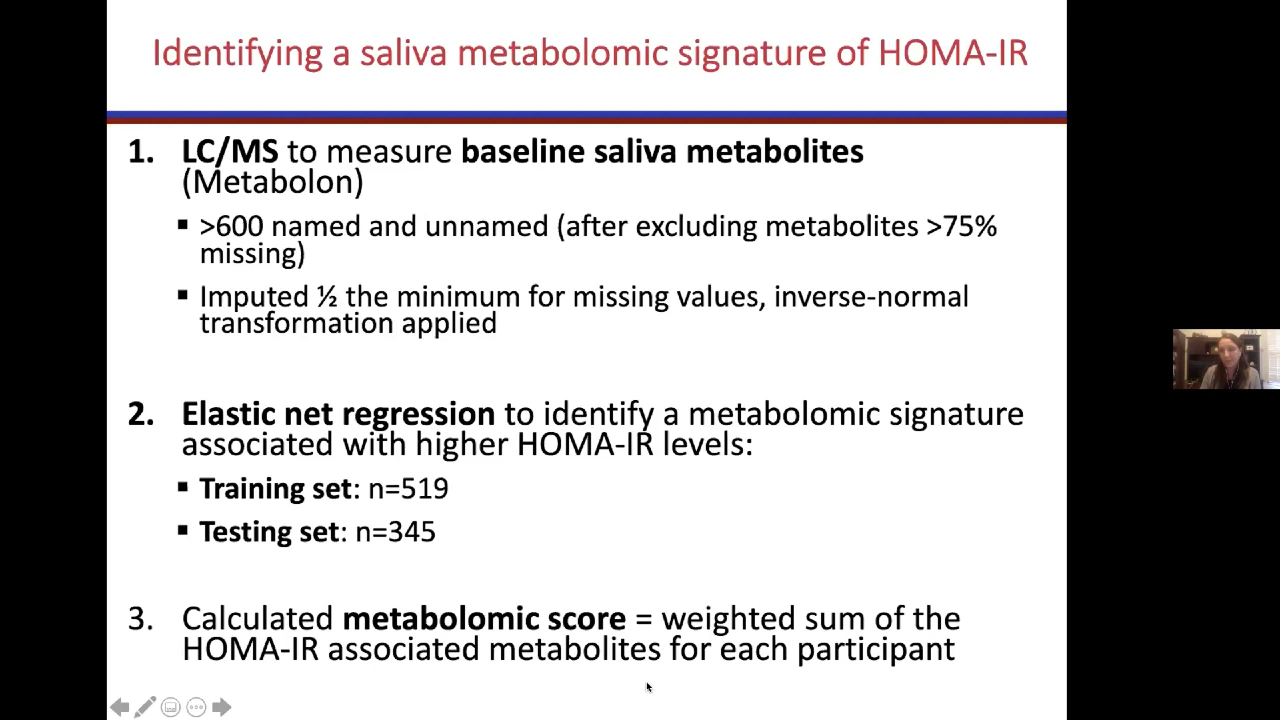 Identifying a saliva metabolomic signature of HOMA-IR
1. LC/MS to measure baseline saliva metabolites
(Metabolon)
▪ >600 named and unnamed (after excluding metabolites >75%
missing)
▪ Imputed ½ the minimum for missing values, inverse-normal
transformation applied
2. Elastic net regression to identify a metabolomic signature
associated with higher HOMA-IR levels:
▪ Training set: n=519
▪ Testing set: n=345
3. Calculated metabolomic score = weighted sum of the
HOMA-IR associated metabolites for each participant